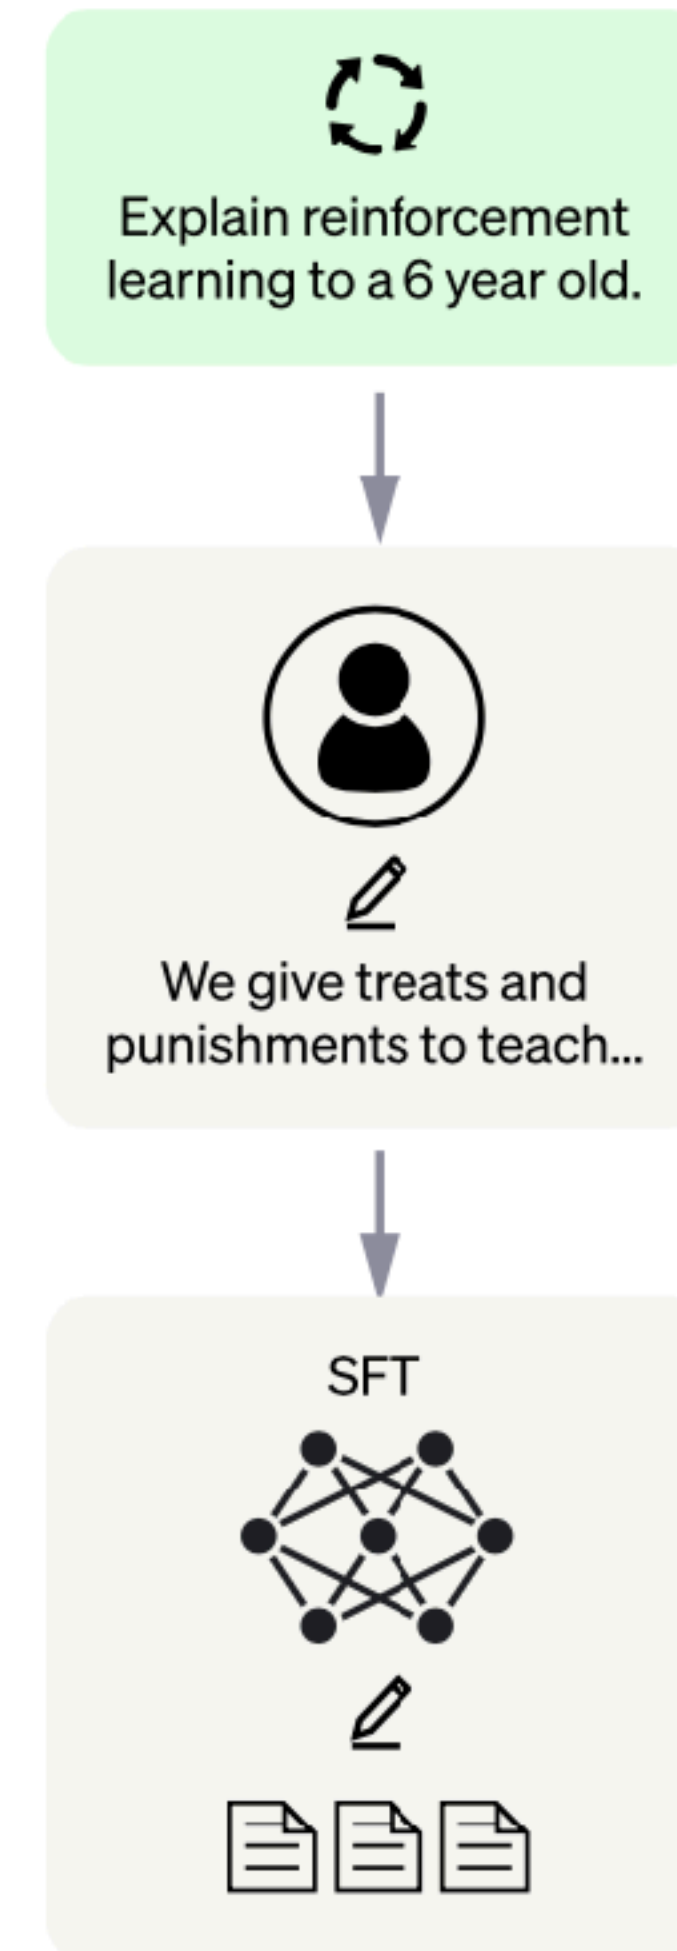 Explain reinforcement
learning to a 6 year old.
We give treats and
punishments to teach...
SFT